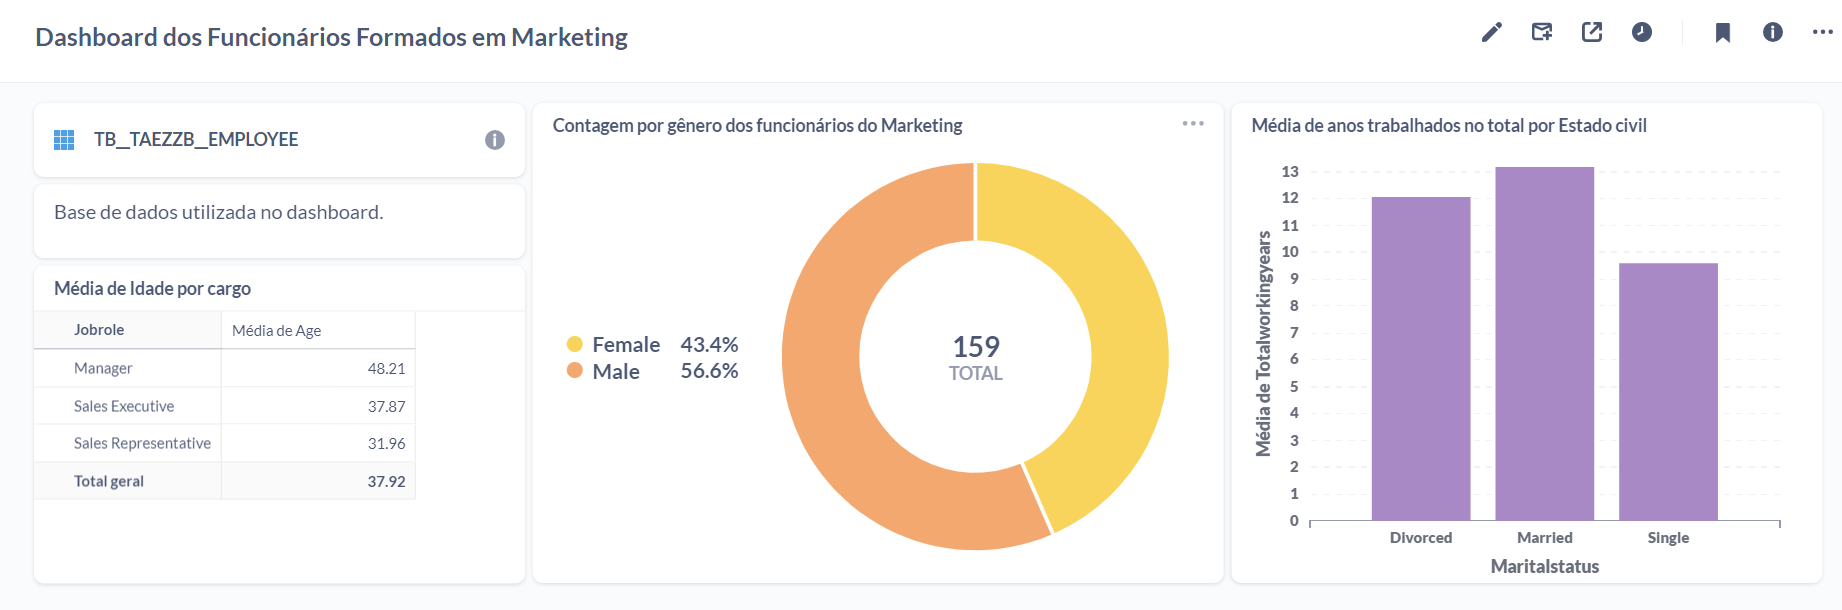 Dashboard dos Funcionários Formados em Marketing
TB_TAEZZB_EMPLOYEE
Base de dados utilizada no dashboard.
Média de Idade por cargo
Jobrole Média de Age
Manager 48.21
Sales Executive 37.87
Sales Representative 31.96
Total geral 37.92
Contagem por gênero dos funcionários do Marketing
Female 43.4%
Male 56.6%
159
TOTAL
Média de anos trabalhados no total por Estado civil
Média de Totalworkingyears
13
12
11
10
9
8
7
6
5
4
3
2
1
0
Divorced Married Single
Maritalstatus